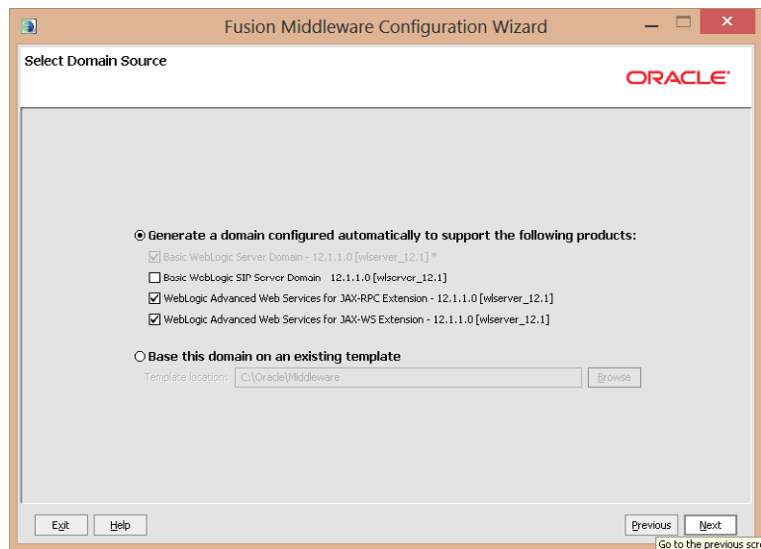 Fusion Middleware Configuration Wizard
Select Domain Source
ORACLE
Generate a domain configured automatically to support the following products:
Basic WebLogic Server Domain - 12.1.1.0 [wlserver_12.1] *
Basic WebLogic SIP Server Domain - 12.1.1.0 [wlserver_12.1]
WebLogic Advanced Web Services for JAX-RPC Extension - 12.1.1.0 [wlserver_12.1]
WebLogic Advanced Web Services for JAX-WS Extension - 12.1.1.0 [wlserver_12.1]
Base this domain on an existing template
Template location: C:\Oracle\Middleware Browse
Exit Help Previous Next
Go to the previous scre